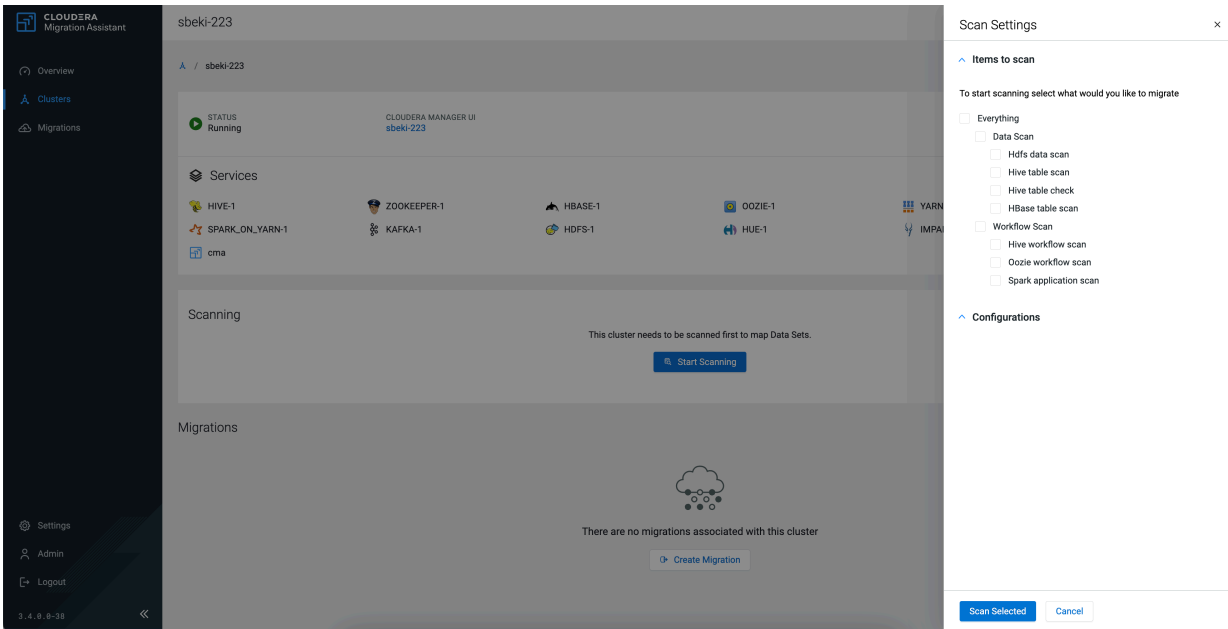 CLOUDERA
Migration Assistant
Overview
Clusters
Migrations
Settings
Admin
Logout
3.4.0.0-38
sbeki-223
/ sbeki-223
STATUS
Running
CLOUDERA MANAGER UI
sbeki-223
Services
HIVE-1 ZOOKEEPER-1 HBASE-1 OOZIE-1 YARN
SPARK_ON_YARN-1 KAFKA-1 HDFS-1 HUE-1 IMPA
cma
Scanning
This cluster needs to be scanned first to map Data Sets.
Start Scanning
Migrations
There are no migrations associated with this cluster
Create Migration
Scan Settings
Items to scan
To start scanning select what would you like to migrate
Everything
Data Scan
Hdfs data scan
Hive table scan
Hive table check
HBase table scan
Workflow Scan
Hive workflow scan
Oozie workflow scan
Spark application scan
Configurations
Scan Selected Cancel